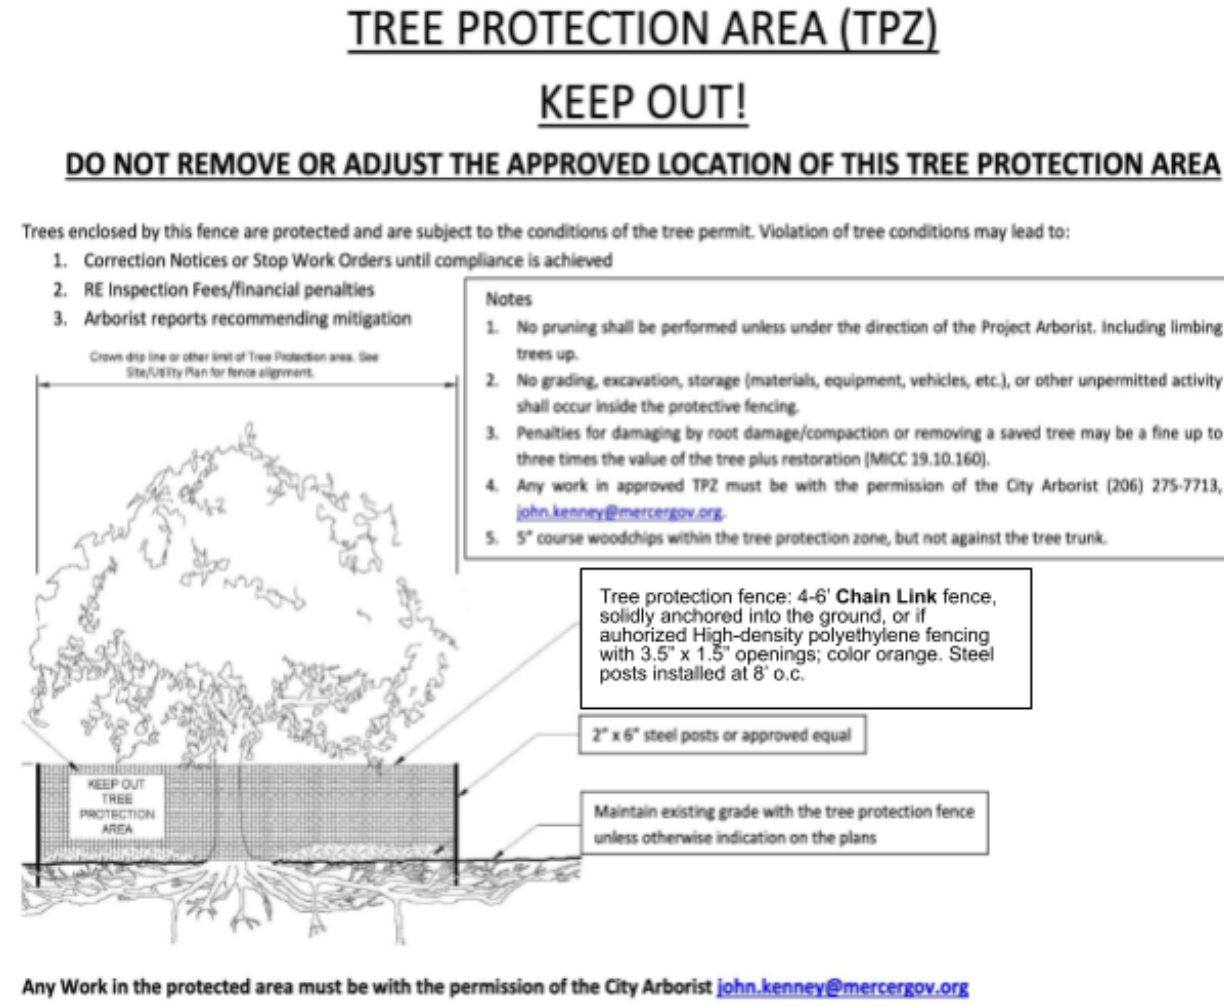 TREE PROTECTION AREA (TPZ)
KEEP OUT!
DO NOT REMOVE OR ADJUST THE APPROVED LOCATION OF THIS TREE PROTECTION AREA
Trees enclosed by this fence are protected and are subject to the conditions of the tree permit. Violation of tree conditions may lead to:
1. Correction Notices or Stop Work Orders until compliance is achieved
2. RE Inspection Fees/financial penalties
3. Arborist reports recommending mitigation
Crown drip line or other limit of Tree Protection area. See
Site/Utility Plan for fence alignment.
Notes
1. No pruning shall be performed unless under the direction of the Project Arborist. Including limbing
trees up.
2. No grading, excavation, storage (materials, equipment, vehicles, etc.), or other unpermitted activity
shall occur inside the protective fencing.
3. Penalties for damaging by root damage/compaction or removing a saved tree may be a fine up to
three times the value of the tree plus restoration (MICC 19.10.160).
4. Any work in approved TPZ must be with the permission of the City Arborist (206) 275-7713,
john.kenney@mercergov.org.
5. 5" course woodchips within the tree protection zone, but not against the tree trunk.
Tree protection fence: 4-6' Chain Link fence,
solidly anchored into the ground, or if
auhorized High-density polyethylene fencing
with 3.5" x 1.5" openings; color orange. Steel
posts installed at 8' o.c.
2" x 6" steel posts or approved equal
KEEP OUT
TREE
PROTECTION
AREA
Maintain existing grade with the tree protection fence
unless otherwise indication on the plans
Any Work in the protected area must be with the permission of the City Arborist john.kenney@mercergov.org